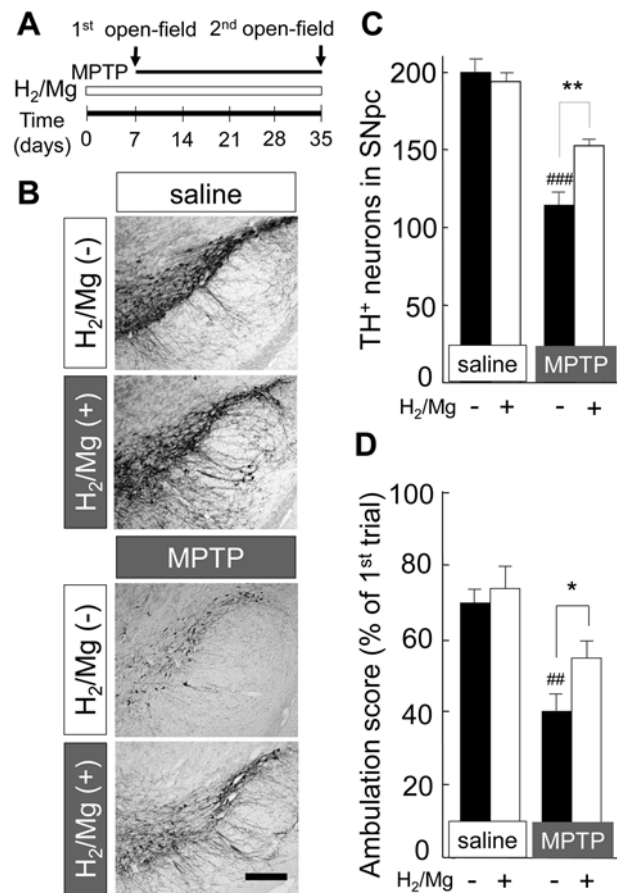 A
1st open-field
2nd open-field
MPTP
H2/Mg
Time
(days)
0 7 14 21 28 35
B
saline
H2/Mg (-)
H2/Mg (+)
MPTP
H2/Mg (-)
H2/Mg (+)
C
TH+ neurons in SNpc
200
150
100
50
0
**
###
saline
MPTP
H2/Mg - + - +
D
Ambulation score (% of 1st trial)
100
80
60
40
20
0
*
##
saline
MPTP
H2/Mg - + - +